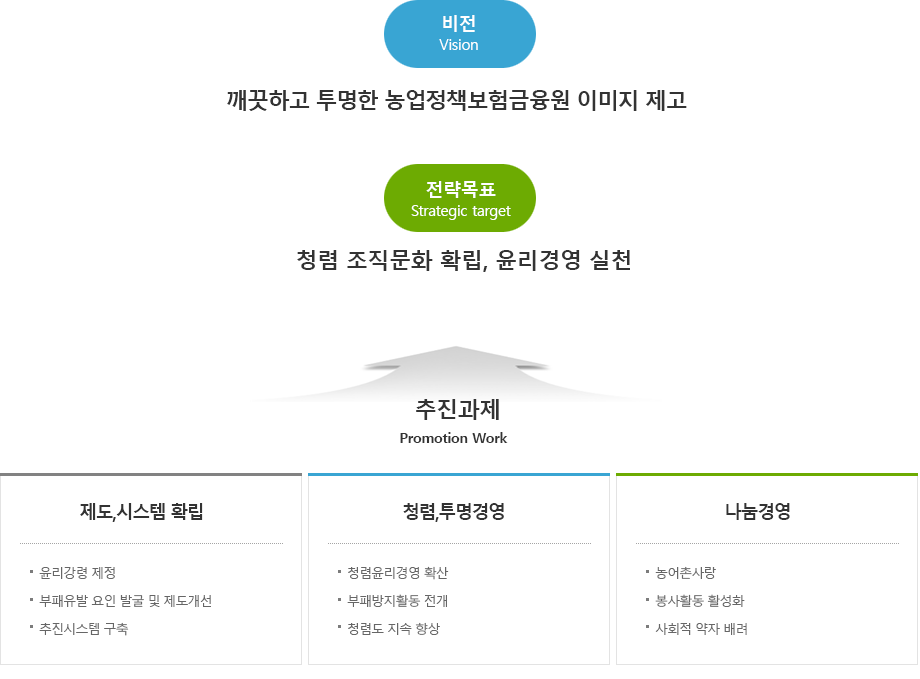 비전
Vision
깨끗하고 투명한 농업정책보험금융원 이미지 제고
전략목표
Strategic target
청렴 조직문화 확립, 윤리경영 실천
추진과제
Promotion Work
제도,시스템 확립
· 윤리강령 제정
· 부패유발 요인 발굴 및 제도개선
· 추진시스템 구축
청렴,투명경영
· 청렴윤리경영 확산
· 부패방지활동 전개
· 청렴도 지속 향상
나눔경영
· 농어촌사랑
· 봉사활동 활성화
· 사회적 약자 배려